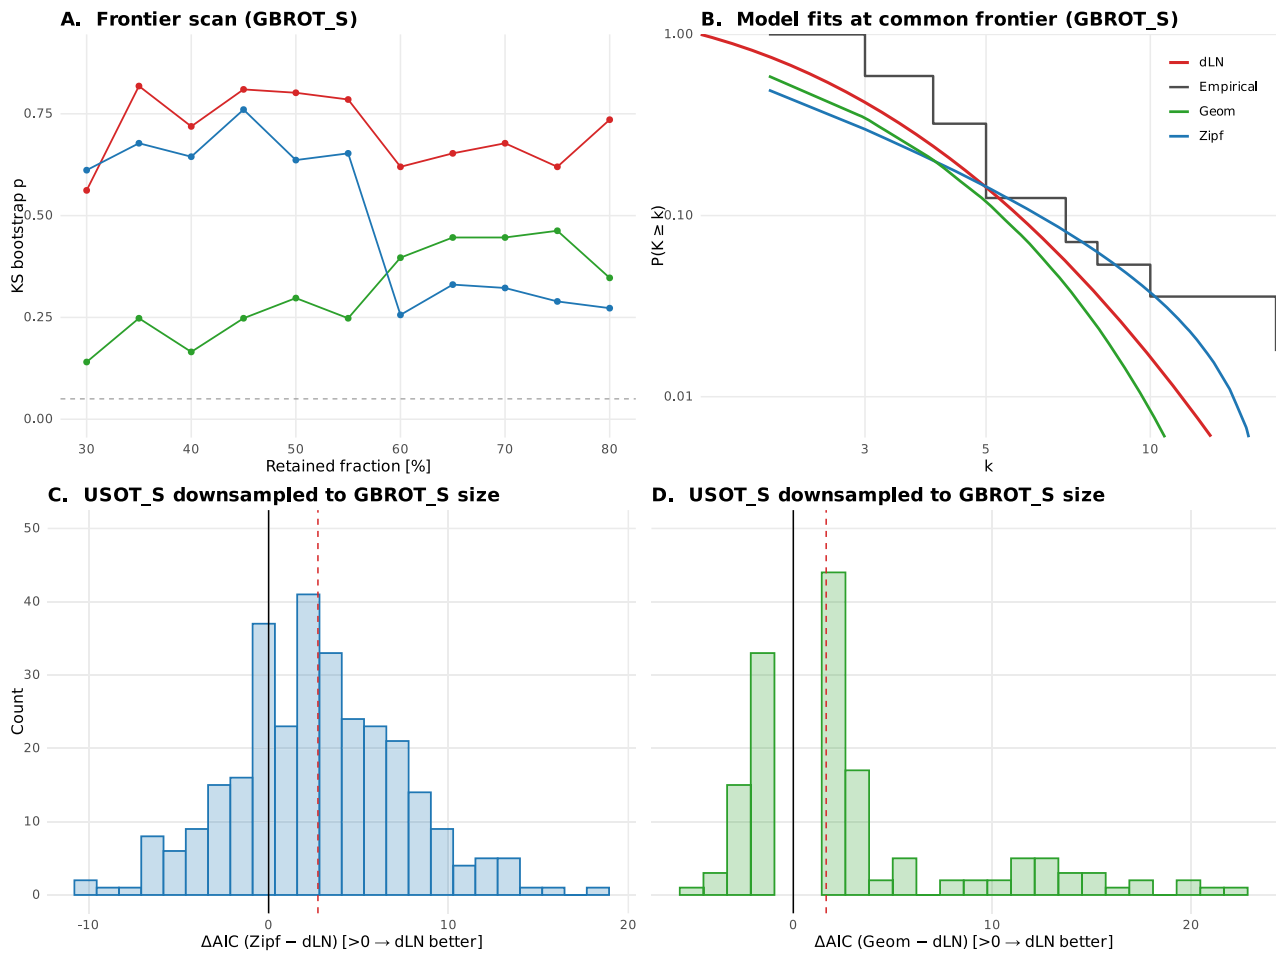 A.  Frontier scan (GBROT_S)
KS bootstrap p
0.75
0.50
0.25
0.00
30
40
50
60
70
80
Retained fraction [%]
B.  Model fits at common frontier (GBROT_S)
P(K ≥ k)
1.00
0.10
0.01
dLN
Empirical
Geom
Zipf
3
5
10
k
C.  USOT_S downsampled to GBROT_S size
Count
50
40
30
20
10
0
-10
0
10
20
ΔAIC (Zipf − dLN) [>0 → dLN better]
D.  USOT_S downsampled to GBROT_S size
0
10
20
ΔAIC (Geom − dLN) [>0 → dLN better]